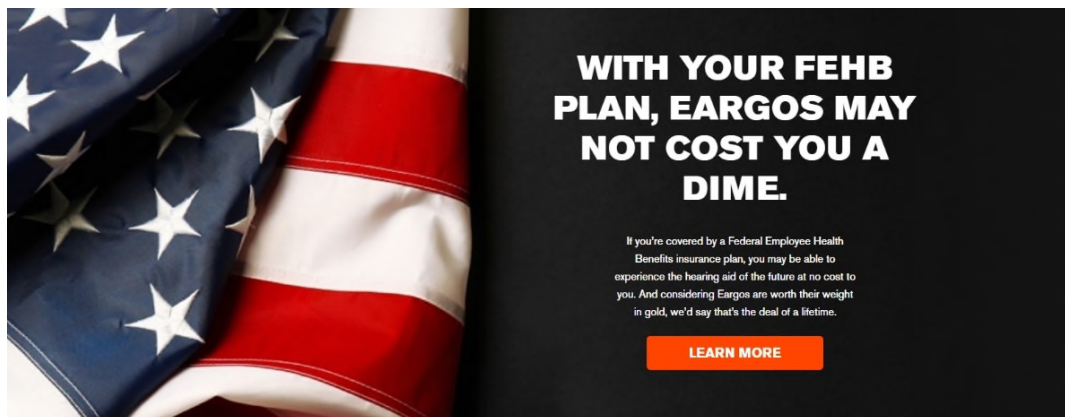 WITH YOUR FEHB
PLAN, EARGOS MAY
NOT COST YOU A
DIME.
If you're covered by a Federal Employee Health
Benefits insurance plan, you may be able to
experience the hearing aid of the future at no cost to
you. And considering Eargos are worth their weight
in gold, we'd say that's the deal of a lifetime.
LEARN MORE